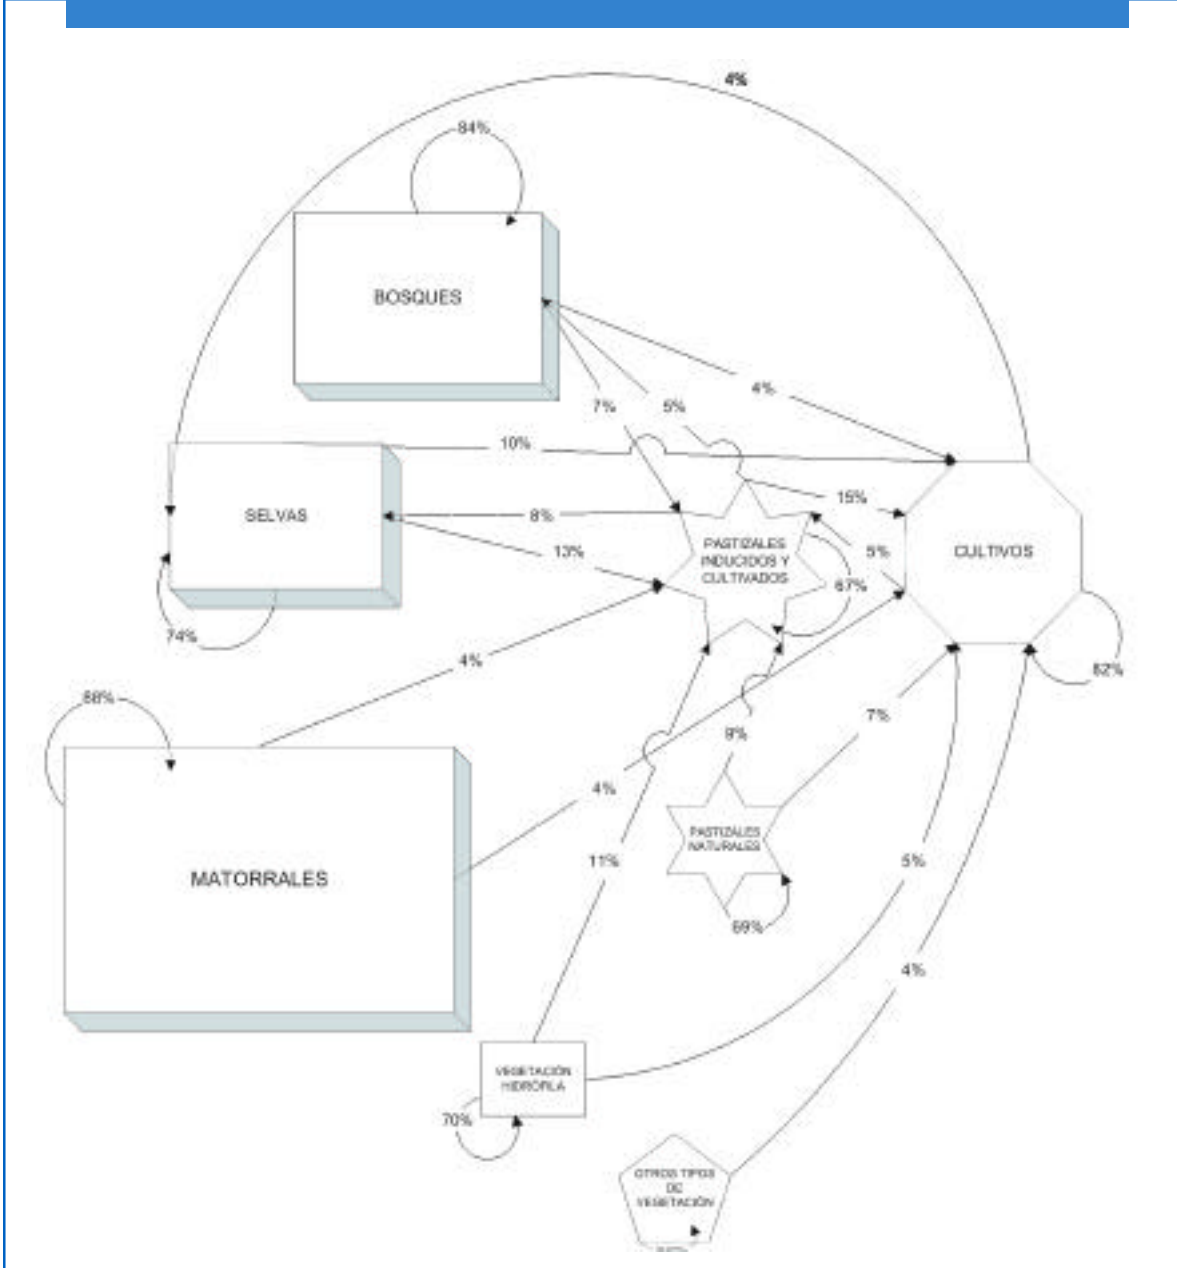 4%
84%
BOSQUES
4%
7%
5%
10%
SELVAS
8%
13%
15%
PASTIZALES
INDUCIDOS Y
CULTIVADOS
5%
67%
CULTIVOS
74%
4%
82%
88%
7%
9%
4%
PASTIZALES
NATURALES
11%
5%
MATORRALES
69%
4%
VEGETACIÓN
HIDRÓFILA
70%
OTROS TIPOS
DE
VEGETACIÓN